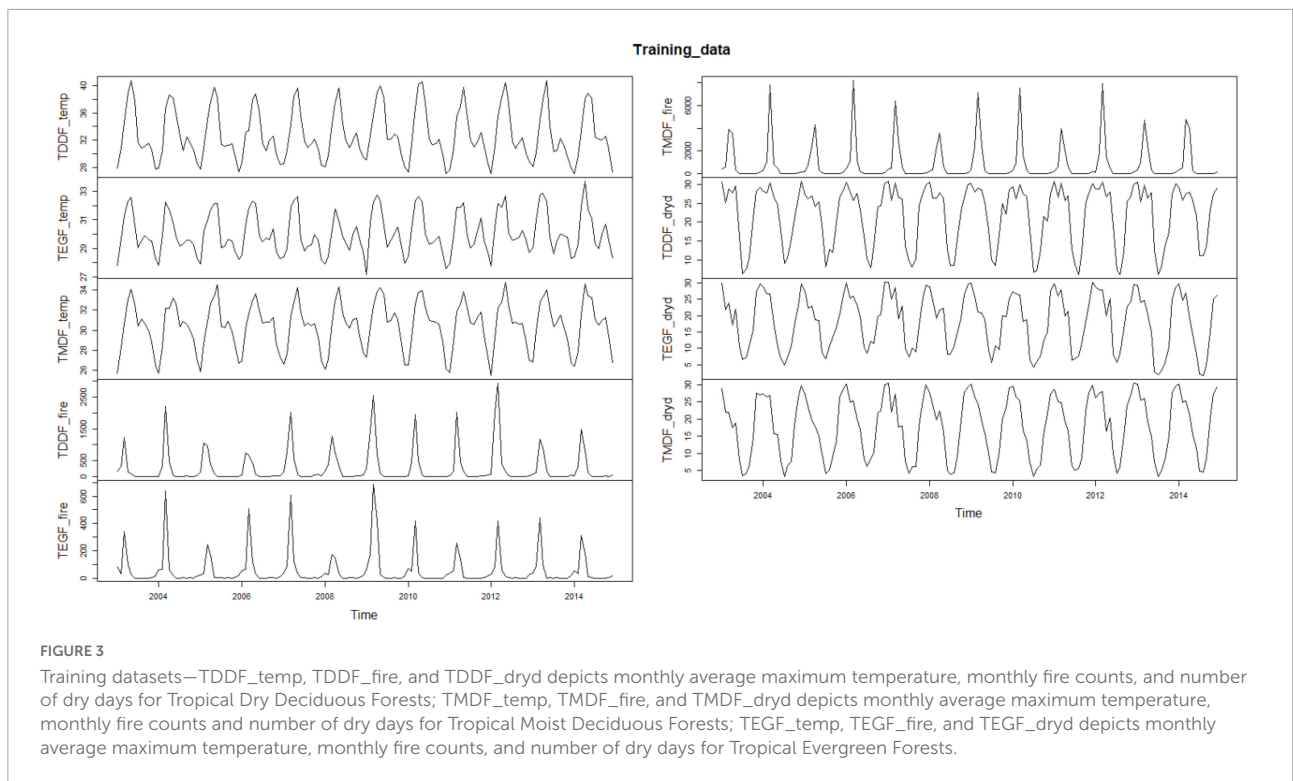 Training_data
TDDF_temp
28 32 36 40
TEGF_temp
27 29 31 33
TMDF_temp
26 28 30 32 34
TDDF_fire
0 500 1500 2500
TEGF_fire
0 200 400 600
2004 2006 2008 2010 2012 2014
Time
TMDF_fire
0 2000 6000
TDDF_dryd
10 15 20 25 30
TEGF_dryd
5 10 15 20 25 30
TMDF_dryd
5 10 15 20 25 30
2004 2006 2008 2010 2012 2014
Time
FIGURE 3
Training datasets—TDDF_temp, TDDF_fire, and TDDF_dryd depicts monthly average maximum temperature, monthly fire counts, and number
of dry days for Tropical Dry Deciduous Forests; TMDF_temp, TMDF_fire, and TMDF_dryd depicts monthly average maximum temperature,
monthly fire counts and number of dry days for Tropical Moist Deciduous Forests; TEGF_temp, TEGF_fire, and TEGF_dryd depicts monthly
average maximum temperature, monthly fire counts, and number of dry days for Tropical Evergreen Forests.